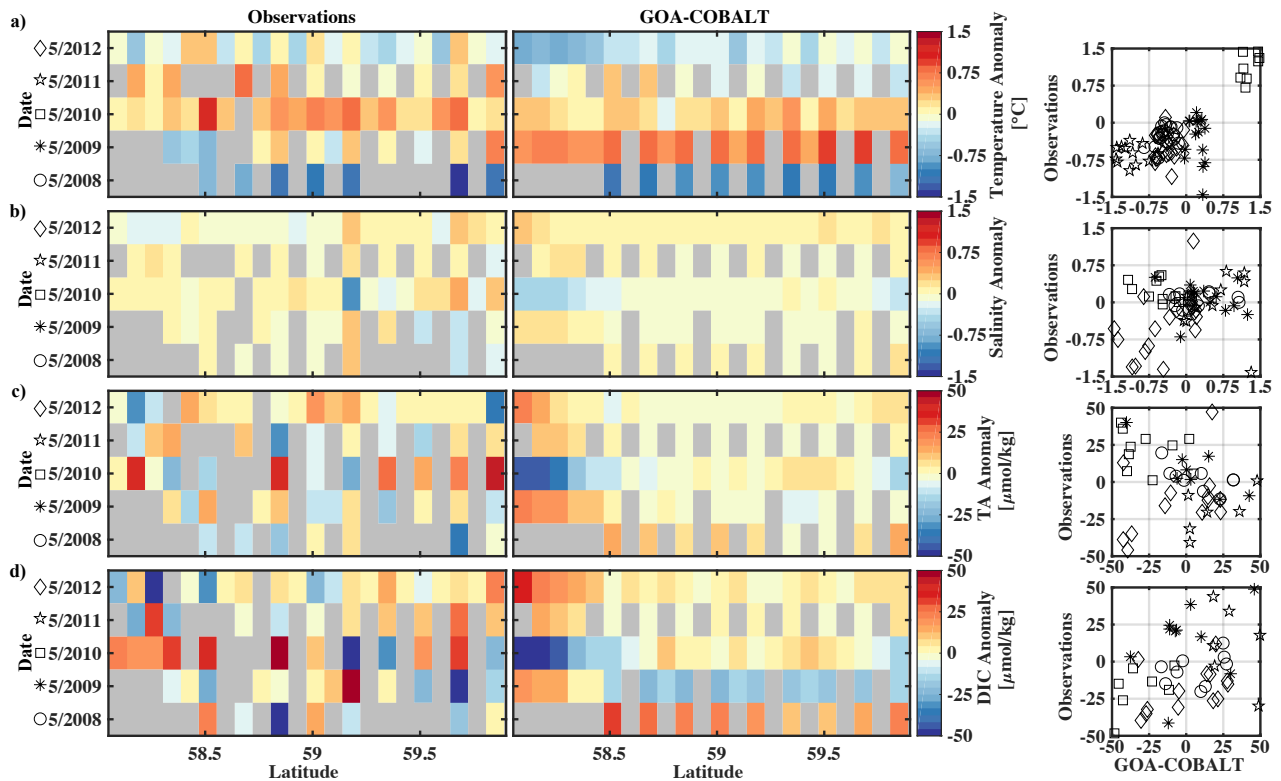 Observations GOA-COBALT
a)
◇5/2012
☆5/2011
□5/2010
✳5/2009
○5/2008
Date
1.5
0.75
0
-0.75
-1.5
Temperature Anomaly
[°C]
1.5
0.75
0
-0.75
-1.5
Observations
-1.5 -0.75 0 0.75 1.5
b)
◇5/2012
☆5/2011
□5/2010
✳5/2009
○5/2008
Date
1.5
0.75
0
-0.75
-1.5
Salinity Anomaly
1.5
0.75
0
-0.75
-1.5
Observations
-1.5 -0.75 0 0.75 1.5
c)
◇5/2012
☆5/2011
□5/2010
✳5/2009
○5/2008
Date
50
25
0
-25
-50
TA Anomaly
[μmol/kg]
50
25
0
-25
-50
Observations
-50 -25 0 25 50
d)
◇5/2012
☆5/2011
□5/2010
✳5/2009
○5/2008
Date
58.5 59 59.5
Latitude
58.5 59 59.5
Latitude
50
25
0
-25
-50
DIC Anomaly
[μmol/kg]
50
25
0
-25
-50
Observations
-50 -25 0 25 50
GOA-COBALT